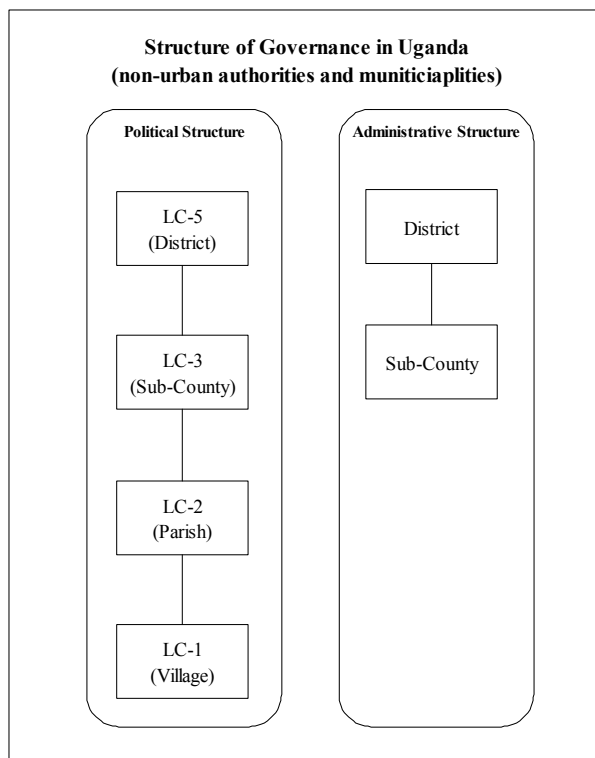 Structure of Governance in Uganda
(non-urban authorities and municiciaplities)
Political Structure
LC-5
(District)
LC-3
(Sub-County)
LC-2
(Parish)
LC-1
(Village)
Administrative Structure
District
Sub-County